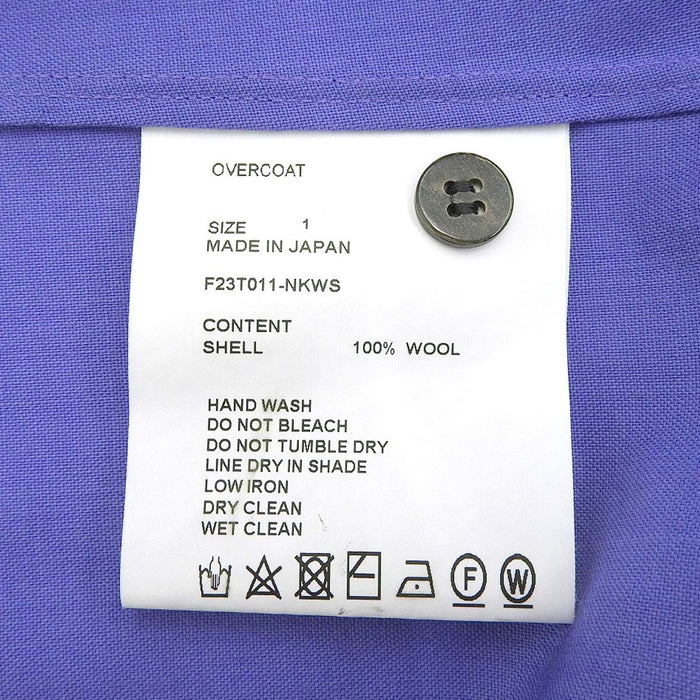 OVERCOAT
SIZE 1
MADE IN JAPAN
F23T011-NKWS
CONTENT
SHELL 100% WOOL
HAND WASH
DO NOT BLEACH
DO NOT TUMBLE DRY
LINE DRY IN SHADE
LOW IRON
DRY CLEAN
WET CLEAN
F W